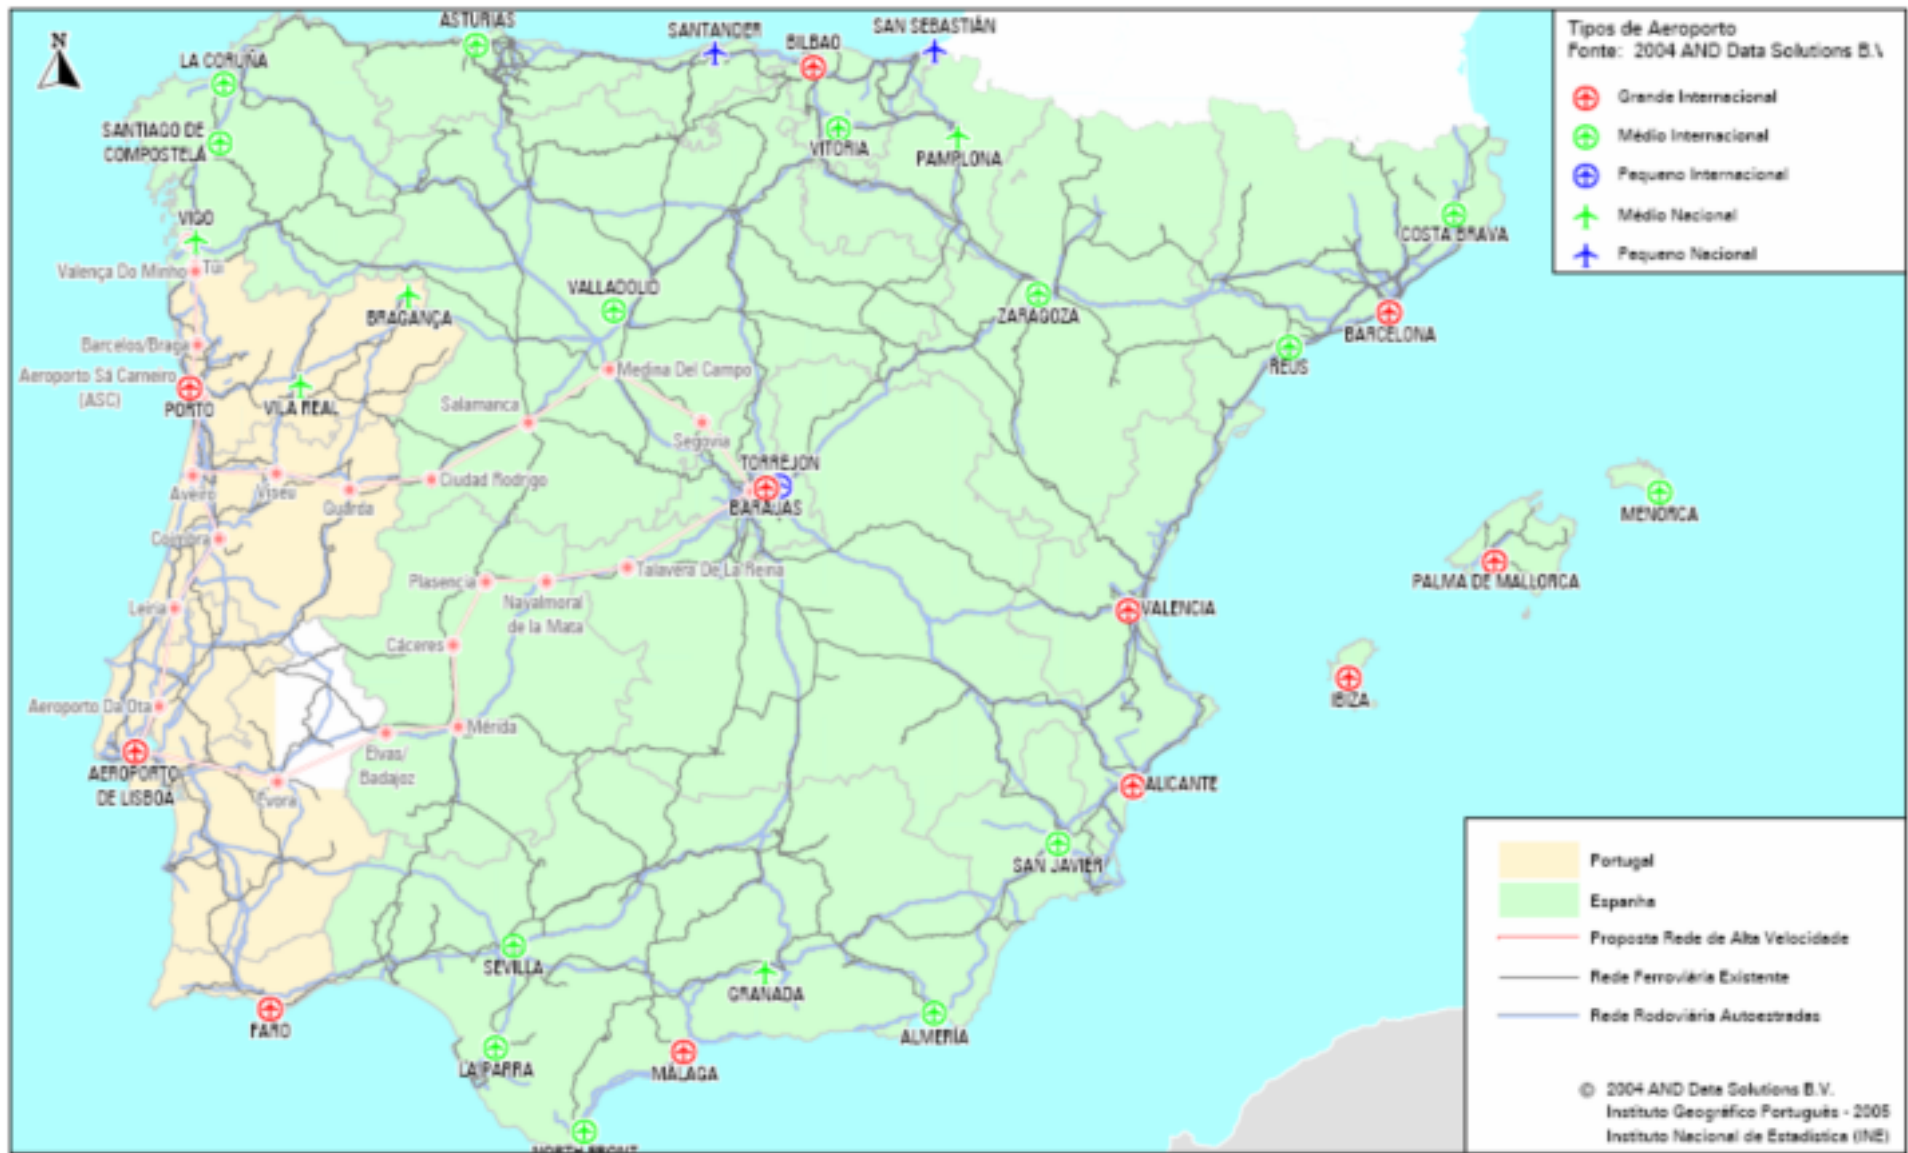 N
ASTURIAS
SANTANDER
BILBAO
SAN SEBASTIÁN
LA CORUÑA
SANTIAGO DE
COMPOSTELA
VITORIA
PAMPLONA
VIGO
Valença Do Minho
Tui
COSTA BRAVA
BRAGANÇA
VALLADOLID
ZARAGOZA
BARCELONA
REUS
Barcelos/Braga
Aeroporto Sá Carneiro
(ASC)
PORTO
VILA REAL
Medina Del Campo
Salamanca
Segovia
TORREJON
BARAJAS
Aveiro
Viseu
Guarda
Ciudad Rodrigo
MENORCA
Coimbra
PALMA DE MALLORCA
Plasencia
Navalmoral
de la Mata
Talavera De La Reina
Leiria
VALENCIA
Cáceres
IBIZA
Aeroporto Da Ota
Mérida
Elvas/
Badajoz
AEROPORTO
DE LISBOA
Évora
ALICANTE
SAN JAVIER
SEVILLA
GRANADA
FARO
ALMERÍA
LA PARRA
MÁLAGA
NORTH FRONT
Tipos de Aeroporto
Fonte: 2004 AND Data Solutions B.V
Grande Internacional
Médio Internacional
Pequeno Internacional
Médio Nacional
Pequeno Nacional
Portugal
Espanha
Proposta Rede de Alta Velocidade
Rede Ferroviária Existente
Rede Rodoviária Autoestradas
© 2004 AND Data Solutions B.V.
Instituto Geográfico Português - 2005
Instituto Nacional de Estadística (INE)